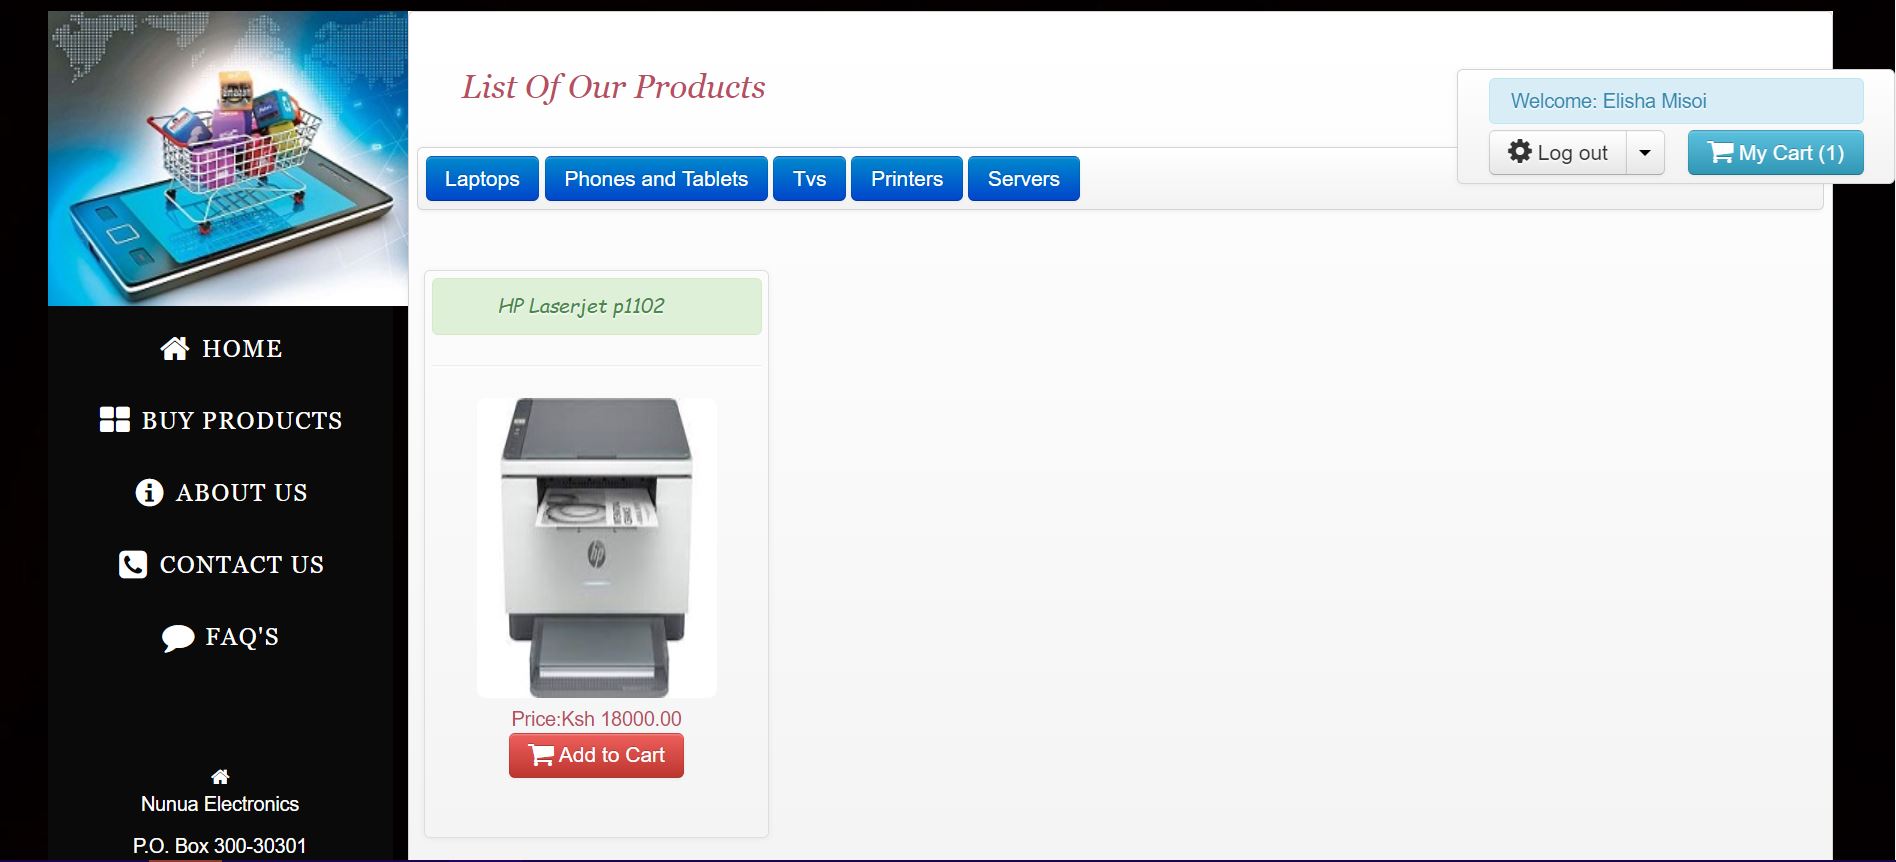 List Of Our Products
Welcome: Elisha Misoi
Log out
My Cart (1)
Laptops
Phones and Tablets
Tvs
Printers
Servers
HOME
BUY PRODUCTS
ABOUT US
CONTACT US
FAQ'S
Nunua Electronics
P.O. Box 300-30301
HP Laserjet p1102
hp
Price:Ksh 18000.00
Add to Cart